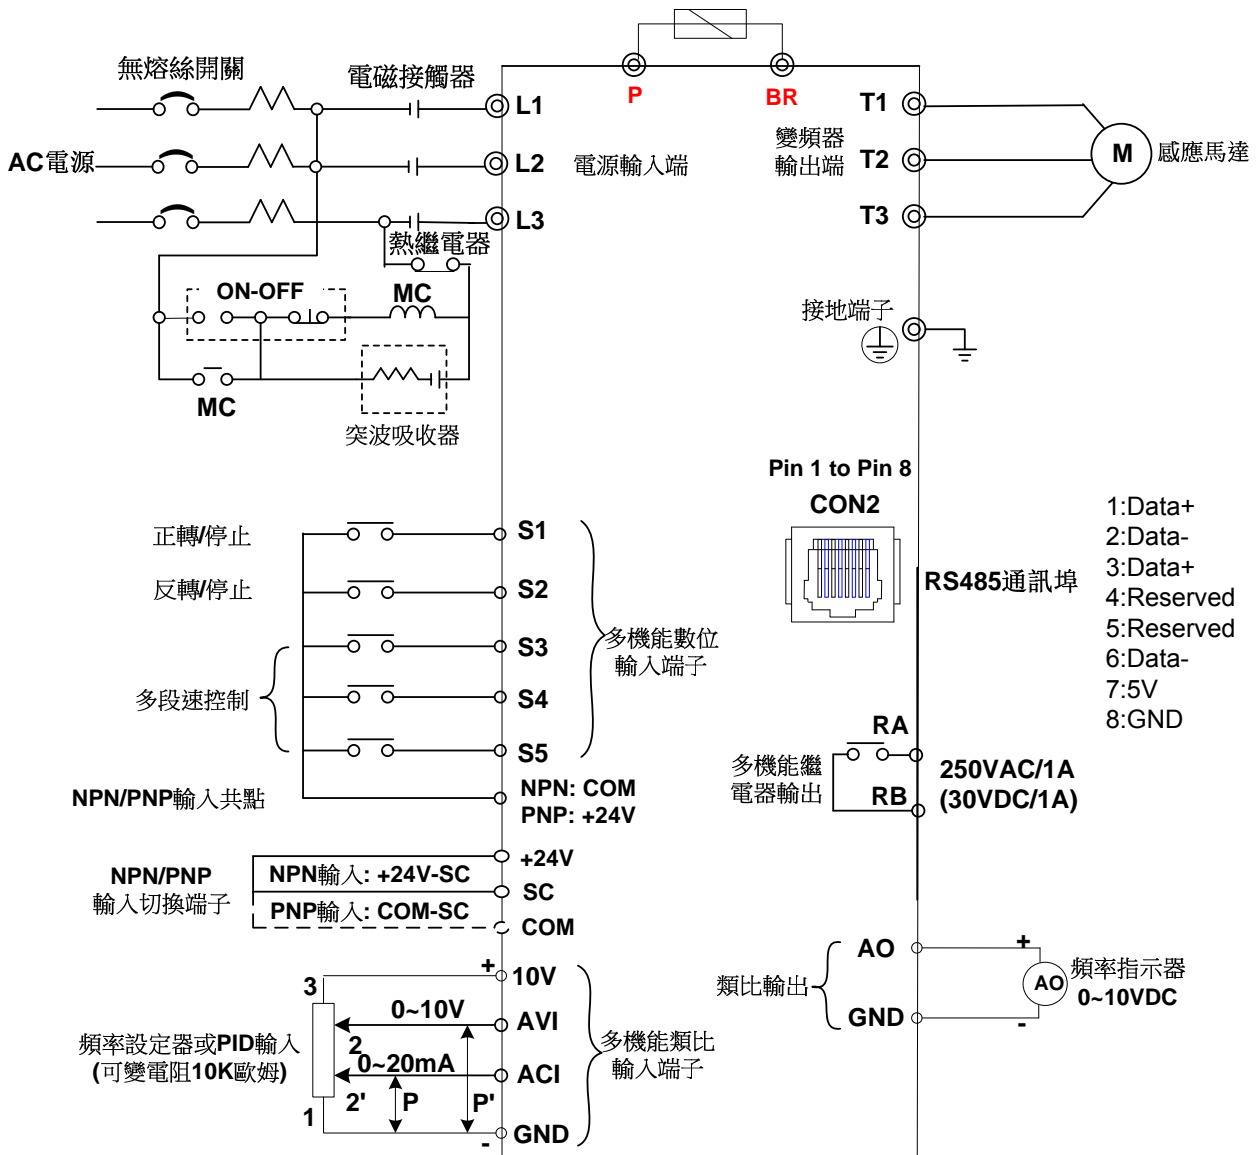 無熔絲開關
電磁接觸器
P
BR
L1
T1
AC電源
L2
電源輸入端
變頻器
輸出端
T2
M
感應馬達
L3
T3
熱繼電器
ON-OFF
MC
接地端子
MC
突波吸收器
Pin 1 to Pin 8
CON2
RS485通訊埠
1:Data+
2:Data-
3:Data+
4:Reserved
5:Reserved
6:Data-
7:5V
8:GND
正轉/停止
S1
反轉/停止
S2
S3
多機能數位
輸入端子
多段速控制
S4
S5
NPN/PNP輸入共點
NPN: COM
PNP: +24V
RA
多機能繼
電器輸出
RB
250VAC/1A
(30VDC/1A)
NPN/PNP
輸入切換端子
+24V
NPN輸入: +24V-SC
SC
PNP輸入: COM-SC
COM
AO
類比輸出
GND
+
AO
-
頻率指示器
0~10VDC
+
10V
3
0~10V
AVI
頻率設定器或PID輸入
(可變電阻10K歐姆)
2
0~20mA
ACI
多機能類比
輸入端子
2'
P
P'
1
-
GND